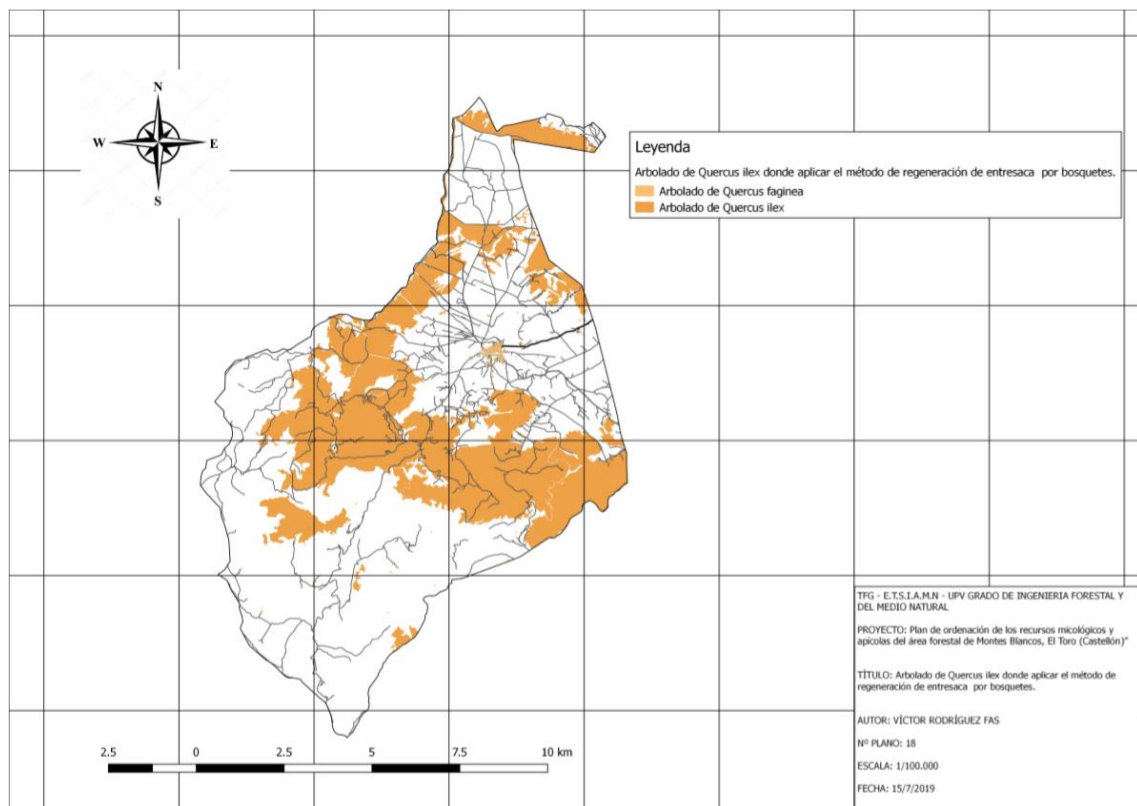 N
W
E
S
Leyenda
Arbolado de Quercus ilex donde aplicar el método de regeneración de entresaca  por bosquetes.
Arbolado de Quercus faginea
Arbolado de Quercus ilex
2.5 0 2.5 5 7.5 10 km
TFG - E.T.S.I.A.M.N - UPV GRADO DE INGENIERIA FORESTAL Y
DEL MEDIO NATURAL
PROYECTO: Plan de ordenación de los recursos micológicos y
apícolas del área forestal de Montes Blancos, El Toro (Castellón)"
TÍTULO: Arbolado de Quercus ilex donde aplicar el método de
regeneración de entresaca  por bosquetes.
AUTOR: VÍCTOR RODRÍGUEZ FAS
Nº PLANO: 18
ESCALA: 1/100.000
FECHA: 15/7/2019